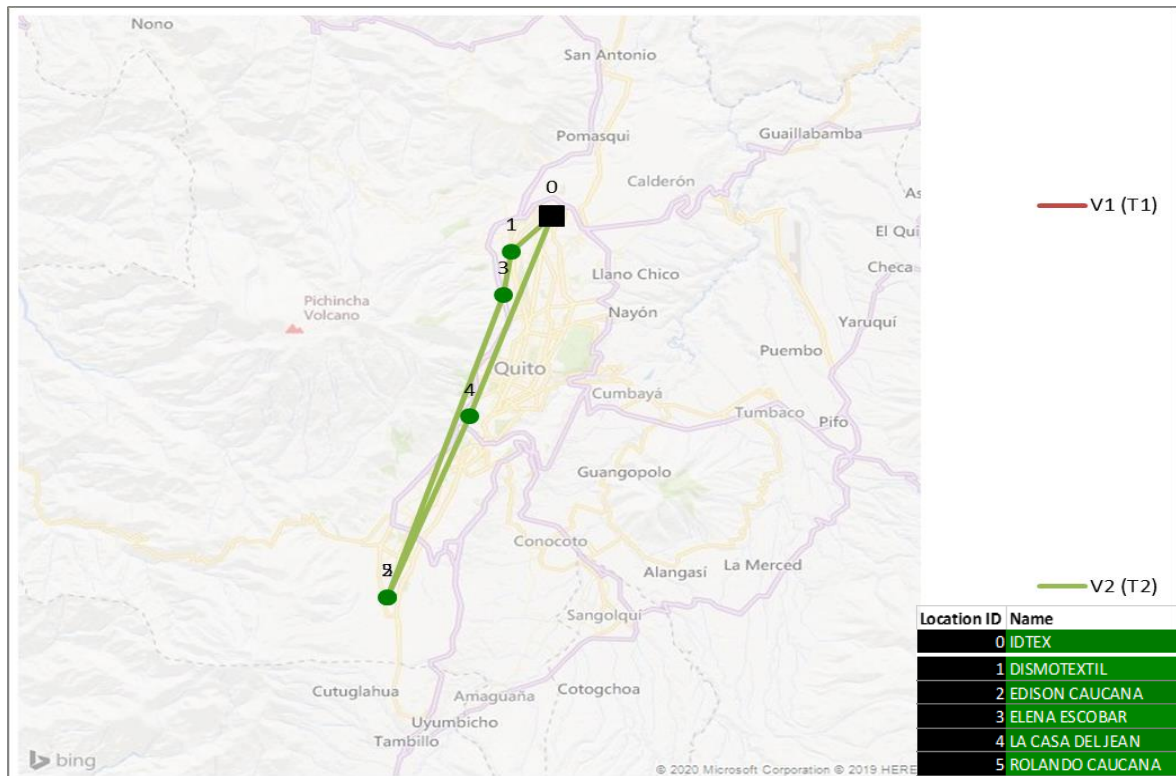 Nono
San Antonio
Pomasqui
Guaillabamba
Calderón
0
V1 (T1)
1
El Qui
3
Llano Chico
Checa
Pichincha
Volcano
Nayón
Yaruquí
Puembo
Quito
4
Cumbayá
Tumbaco
Pifo
Guangopolo
Conocoto
La Merced
Alangasí
V2 (T2)
Sangolquí
Cutuglahua
Amaguaña
Cotogchoa
Uyumbicho
Tambillo
bing
© 2020 Microsoft Corporation © 2019 HERE
Location ID Name
0 IDTEX
1 DISMOTEXTIL
2 EDISON CAUCANA
3 ELENA ESCOBAR
4 LA CASA DEL JEAN
5 ROLANDO CAUCANA